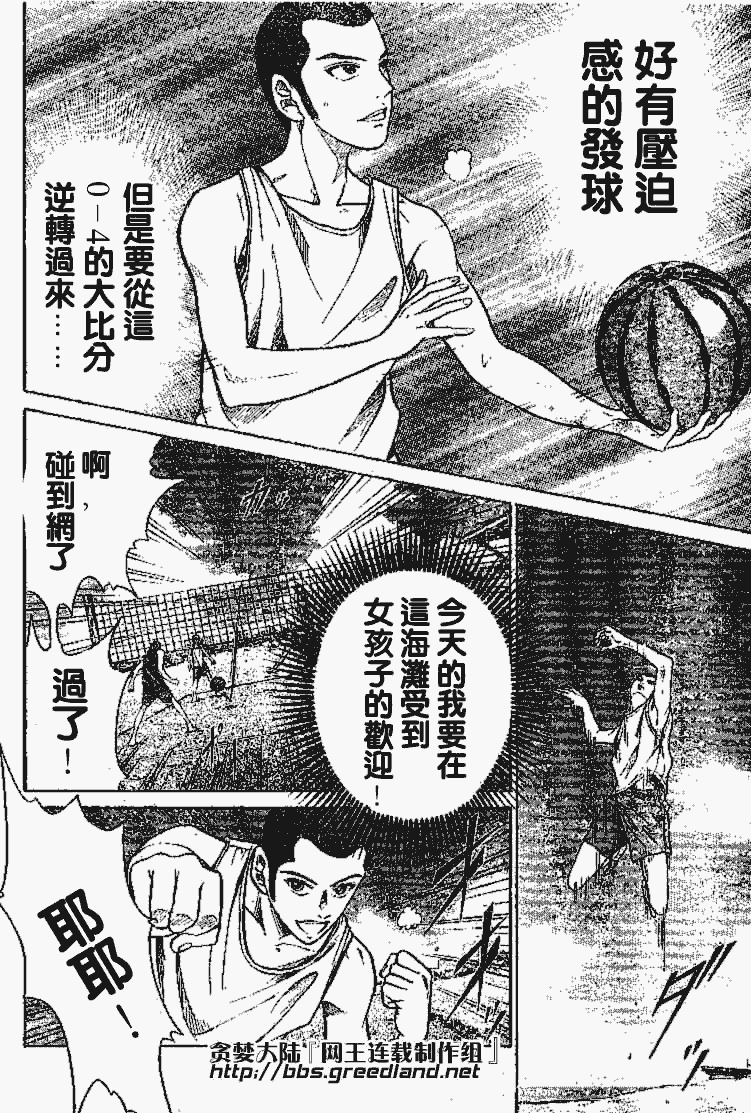 好有壓迫
感的發球
但是要從這
0-4的大比分
逆轉過來……
今天的我要在
這海灘受到
女孩子的歡迎！
啊，
碰到網了
過了！
耶耶！
贪婪大陆『网王连载制作组』
http://bbs.greedland.net